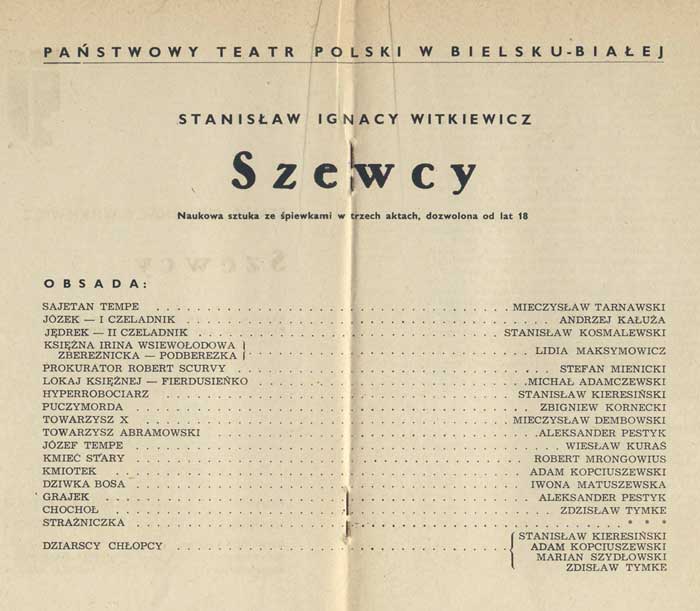 PAŃSTWOWY TEATR POLSKI W BIELSKU-BIAŁEJ
STANISŁAW IGNACY WITKIEWICZ
Szewcy
Naukowa sztuka ze śpiewkami w trzech aktach, dozwolona od lat 18
OBSADA:
SAJETAN TEMPE . . . MIECZYSŁAW TARNAWSKI
JÓZEK — I CZELADNIK . . . ANDRZEJ KAŁUŻA
JĘDREK — II CZELADNIK . . . STANISŁAW KOSMALEWSKI
KSIĘŻNA IRINA WSIEWOŁODOWA
ZBEREZNICKA — PODBEREZKA . . . LIDIA MAKSYMOWICZ
PROKURATOR ROBERT SCURVY . . . STEFAN MIENICKI
LOKAJ KSIĘŻNEJ — FIERDUSIEŃKO . . . MICHAŁ ADAMCZEWSKI
HYPERROBOCIARZ . . . STANISŁAW KIERESIŃSKI
PUCZYMORDA . . . ZBIGNIEW KORNECKI
TOWARZYSZ X . . . MIECZYSŁAW DEMBOWSKI
TOWARZYSZ ABRAMOWSKI . . . ALEKSANDER PESTYK
JÓZEF TEMPE . . . WIESŁAW KURAŚ
KMIEĆ STARY . . . ROBERT MRONGOWIUS
KMIOTEK . . . ADAM KOPCIUSZEWSKI
DZIWKA BOSA . . . IWONA MATUSZEWSKA
GRAJEK . . . ALEKSANDER PESTYK
CHOCHOŁ . . . ZDZISŁAW TYMKE
STRAŻNICZKA . . . * * *
DZIARSCY CHŁOPCY . . . STANISŁAW KIERESIŃSKI
ADAM KOPCIUSZEWSKI
MARIAN SZYDŁOWSKI
ZDISŁAW TYMKE